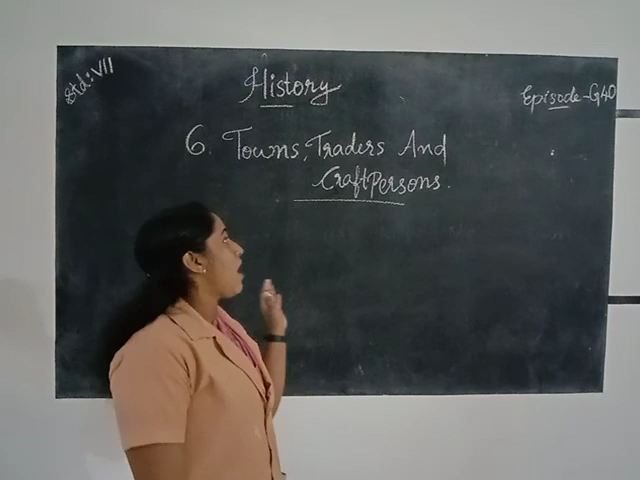 Std: VII
History
Episode-G40
6. Towns, Traders And
CraftPersons.